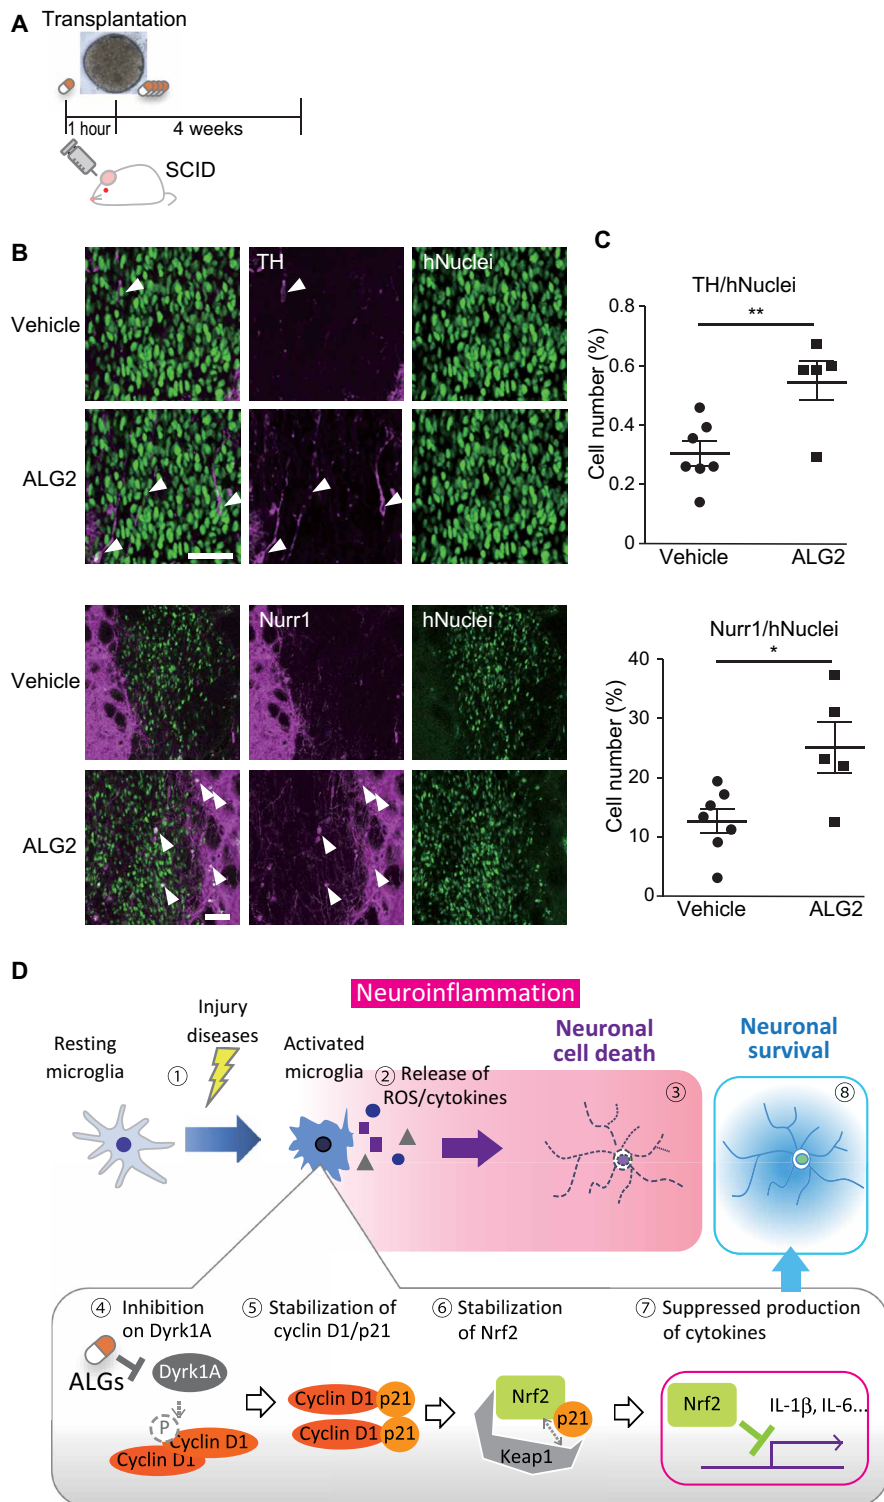 A
Transplantation
1 hour
4 weeks
SCID
B
TH
hNuclei
Vehicle
ALG2
Nurr1
hNuclei
Vehicle
ALG2
C
TH/hNuclei
**
Cell number (%)
0.8
0.6
0.4
0.2
0
Vehicle
ALG2
Nurr1/hNuclei
*
Cell number (%)
40
30
20
10
0
Vehicle
ALG2
D
Neuroinflammation
Resting
microglia
①
Injury
diseases
Activated
microglia
② Release of
ROS/cytokines
Neuronal
cell death
③
Neuronal
survival
⑧
④ Inhibition
on Dyrk1A
ALGs
Dyrk1A
P
Cyclin D1
Cyclin D1
⑤ Stabilization of
cyclin D1/p21
Cyclin D1 p21
Cyclin D1 p21
⑥ Stabilization
of Nrf2
Nrf2
p21
Keap1
⑦ Suppressed production
of cytokines
Nrf2
IL-1β, IL-6...